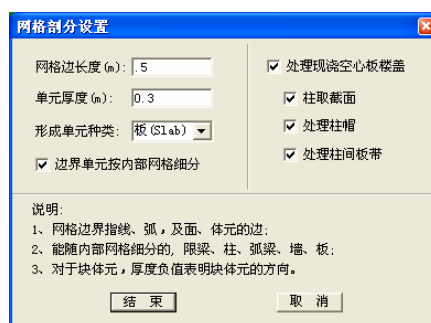 网格剖分设置
网格边长度(m): .5
单元厚度(m): 0.3
形成单元种类: 板(Slab)
边界单元按内部网格细分
处理现浇空心板楼盖
柱取截面
处理柱帽
处理柱间板带
说明:
1、网格边界指线、弧，及面、体元的边;
2、能随内部网格细分的, 限梁、柱、弧梁、墙、板;
3、对于块体元，厚度负值表明块体元的方向。
结 束
取 消